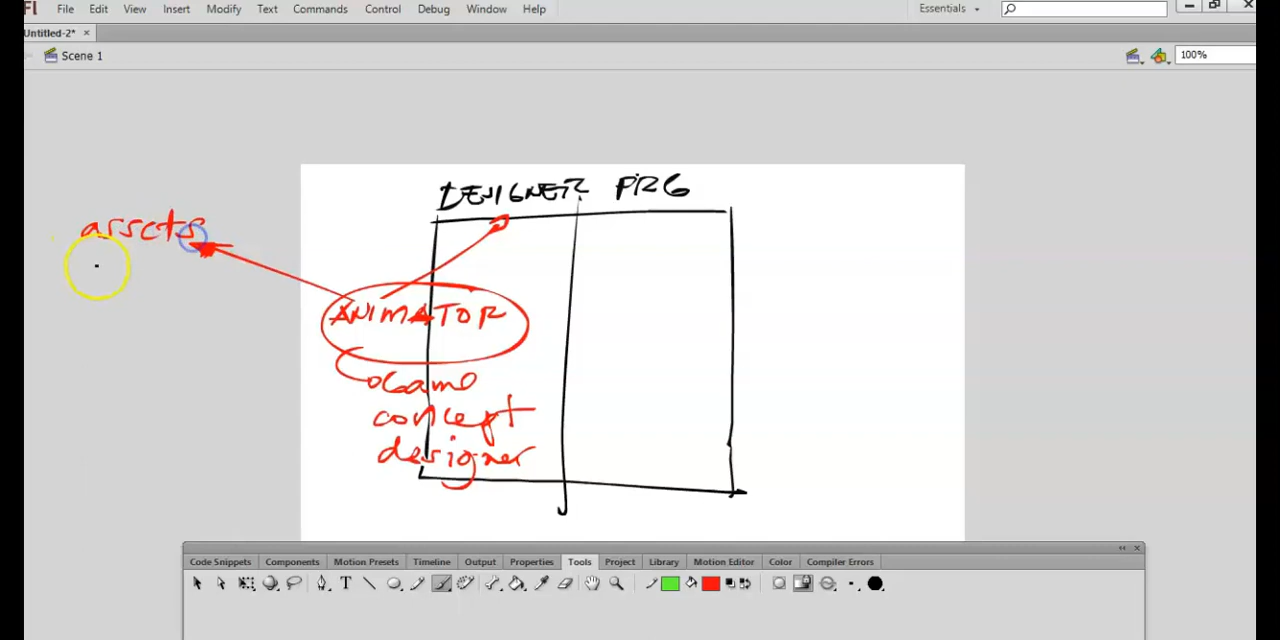 Fl File Edit View Insert Modify Text Commands Control Debug Window Help Essentials
Untitled-2* ×
Scene 1 100%
DESIGNER PRG
assets
ANIMATOR
Game
concept
designer
Code Snippets Components Motion Presets Timeline Output Properties Tools Project Library Motion Editor Color Compiler Errors
T